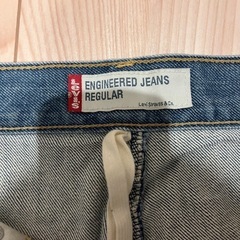 LEVI'S
ENGINEERED JEANS
REGULAR
Levi Strauss & Co.